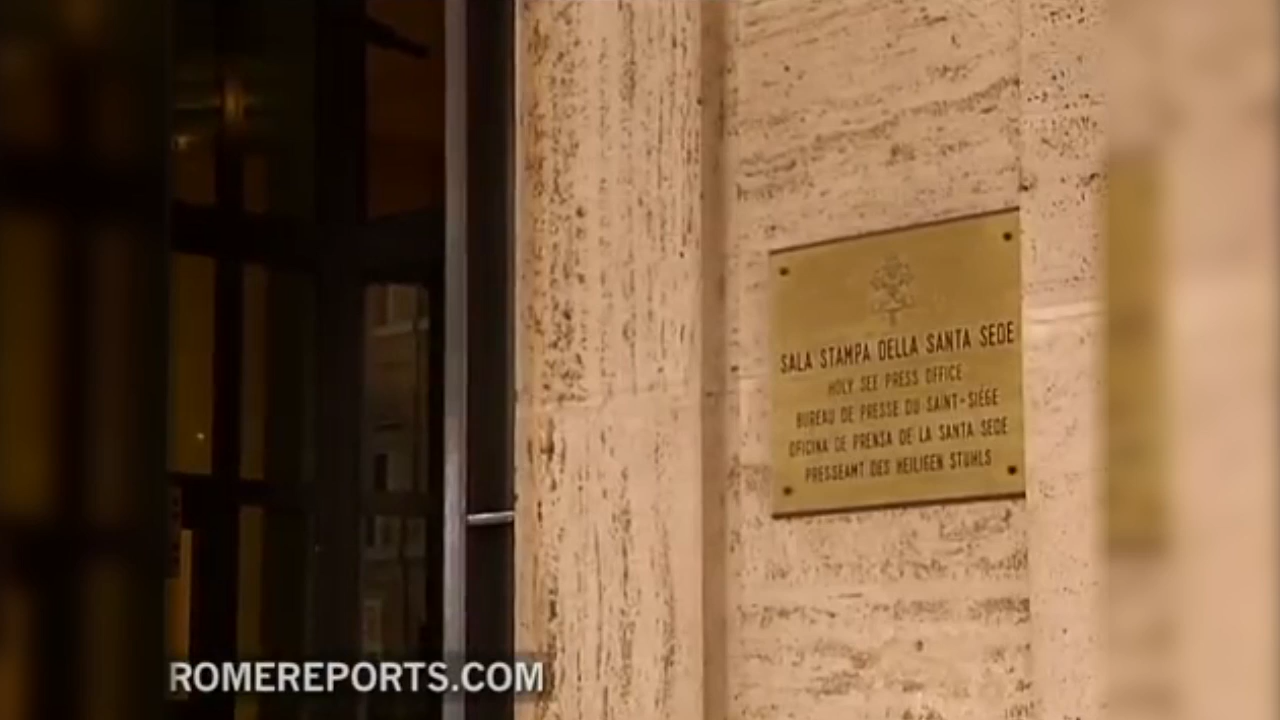 SALA STAMPA DELLA SANTA SEDE
HOLY SEE PRESS OFFICE
BUREAU DE PRESSE DU SAINT-SIÉGE
OFICINA DE PRENSA DE LA SANTA SEDE
PRESSEAMT DES HEILIGEN STUHLS
ROMEREPORTS.COM